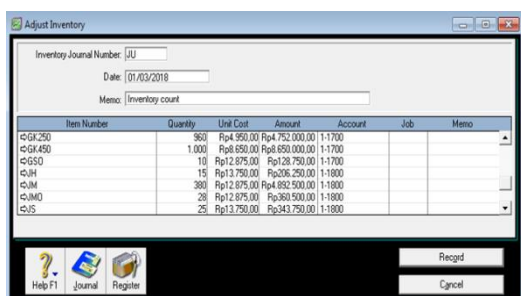 Adjust Inventory
Inventory Journal Number: JU
Date: 01/03/2018
Memo: Inventory count
Item Number Quantity Unit Cost Amount Account Job Memo
GK250 960 Rp4.950,00 Rp4.752.000,00 1-1700
GK450 1.000 Rp8.650,00 Rp8.650.000,00 1-1700
GSO 10 Rp12.875,00 Rp128.750,00 1-1700
JH 15 Rp13.750,00 Rp206.250,00 1-1800
JM 380 Rp12.875,00 Rp4.892.500,00 1-1800
JMO 28 Rp12.875,00 Rp360.500,00 1-1800
JS 25 Rp13.750,00 Rp343.750,00 1-1800
Record
Help F1 Journal Register
Cancel